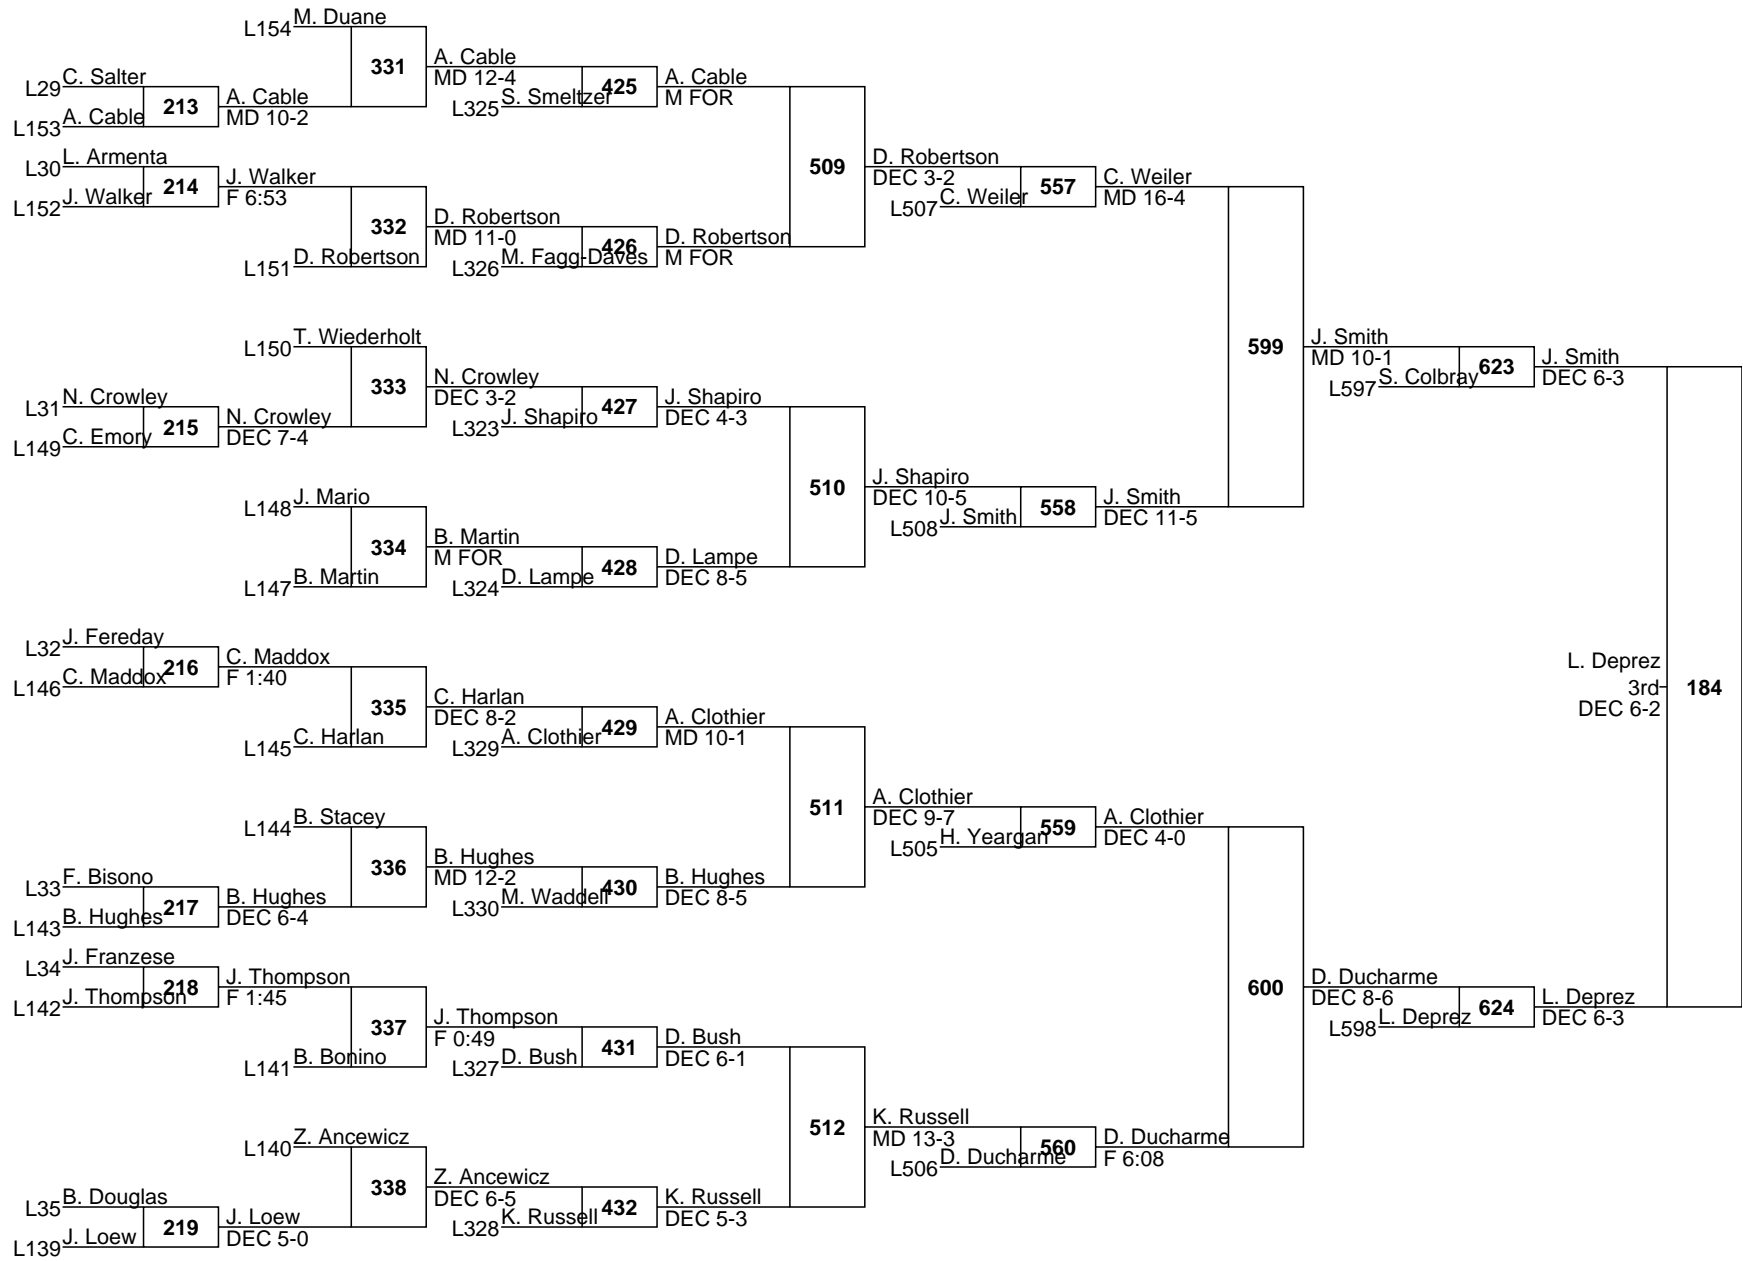 M. Duane
L154
331
A. Cable
MD 12-4
C. Salter
L29
213
A. Cable
L153
A. Cable
MD 10-2
S. Smeltzer
L325
425
A. Cable
M FOR
L. Armenta
L30
214
J. Walker
L152
J. Walker
F 6:53
332
D. Robertson
L151
D. Robertson
MD 11-0
M. Fagg-Daves
L326
426
D. Robertson
M FOR
509
D. Robertson
DEC 3-2
C. Weiler
L507
557
C. Weiler
MD 16-4
T. Wiederholt
L150
333
N. Crowley
DEC 3-2
N. Crowley
L31
215
C. Emory
L149
N. Crowley
DEC 7-4
J. Shapiro
L323
427
J. Shapiro
DEC 4-3
J. Mario
L148
334
B. Martin
L147
B. Martin
M FOR
D. Lampe
L324
428
D. Lampe
DEC 8-5
510
J. Shapiro
DEC 10-5
J. Smith
L508
558
J. Smith
DEC 11-5
599
J. Smith
MD 10-1
S. Colbray
L597
623
J. Smith
DEC 6-3
J. Fereday
L32
216
C. Maddox
L146
C. Maddox
F 1:40
335
C. Harlan
L145
C. Harlan
DEC 8-2
A. Clothier
L329
429
A. Clothier
MD 10-1
B. Stacey
L144
336
B. Hughes
MD 12-2
F. Bisono
L33
217
B. Hughes
L143
B. Hughes
DEC 6-4
M. Waddell
L330
430
B. Hughes
DEC 8-5
511
A. Clothier
DEC 9-7
H. Yeargan
L505
559
A. Clothier
DEC 4-0
J. Franzese
L34
218
J. Thompson
L142
J. Thompson
F 1:45
337
B. Bonino
L141
J. Thompson
F 0:49
D. Bush
L327
431
D. Bush
DEC 6-1
Z. Ancewicz
L140
338
Z. Ancewicz
DEC 6-5
B. Douglas
L35
219
J. Loew
L139
J. Loew
DEC 5-0
K. Russell
L328
432
K. Russell
DEC 5-3
512
K. Russell
MD 13-3
D. Ducharme
L506
560
D. Ducharme
F 6:08
600
D. Ducharme
DEC 8-6
L. Deprez
L598
624
L. Deprez
DEC 6-3
L. Deprez
3rd
DEC 6-2
184